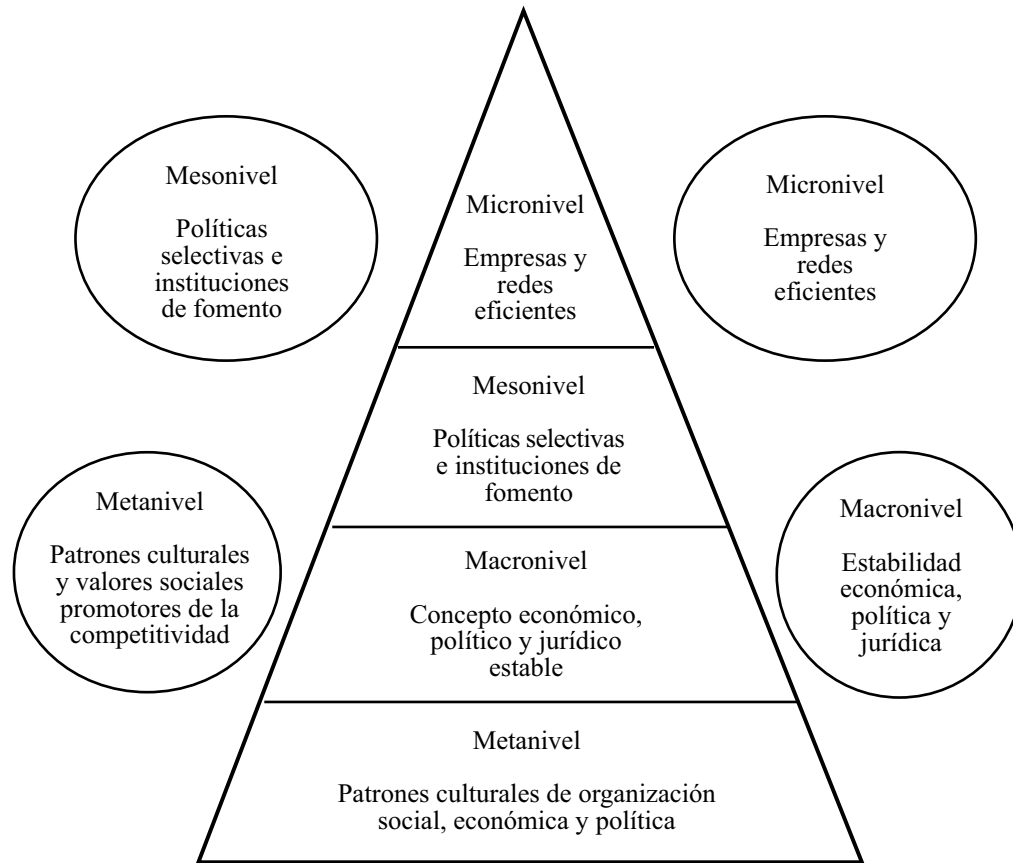 Mesonivel
Políticas
selectivas e
instituciones
de fomento
Micronivel
Empresas y
redes
eficientes
Micronivel
Empresas y
redes
eficientes
Mesonivel
Políticas selectivas
e instituciones de
fomento
Metanivel
Patrones culturales
y valores sociales
promotores de la
competitividad
Macronivel
Concepto económico,
político y jurídico
estable
Macronivel
Estabilidad
económica,
política y
jurídica
Metanivel
Patrones culturales de organización
social, económica y política